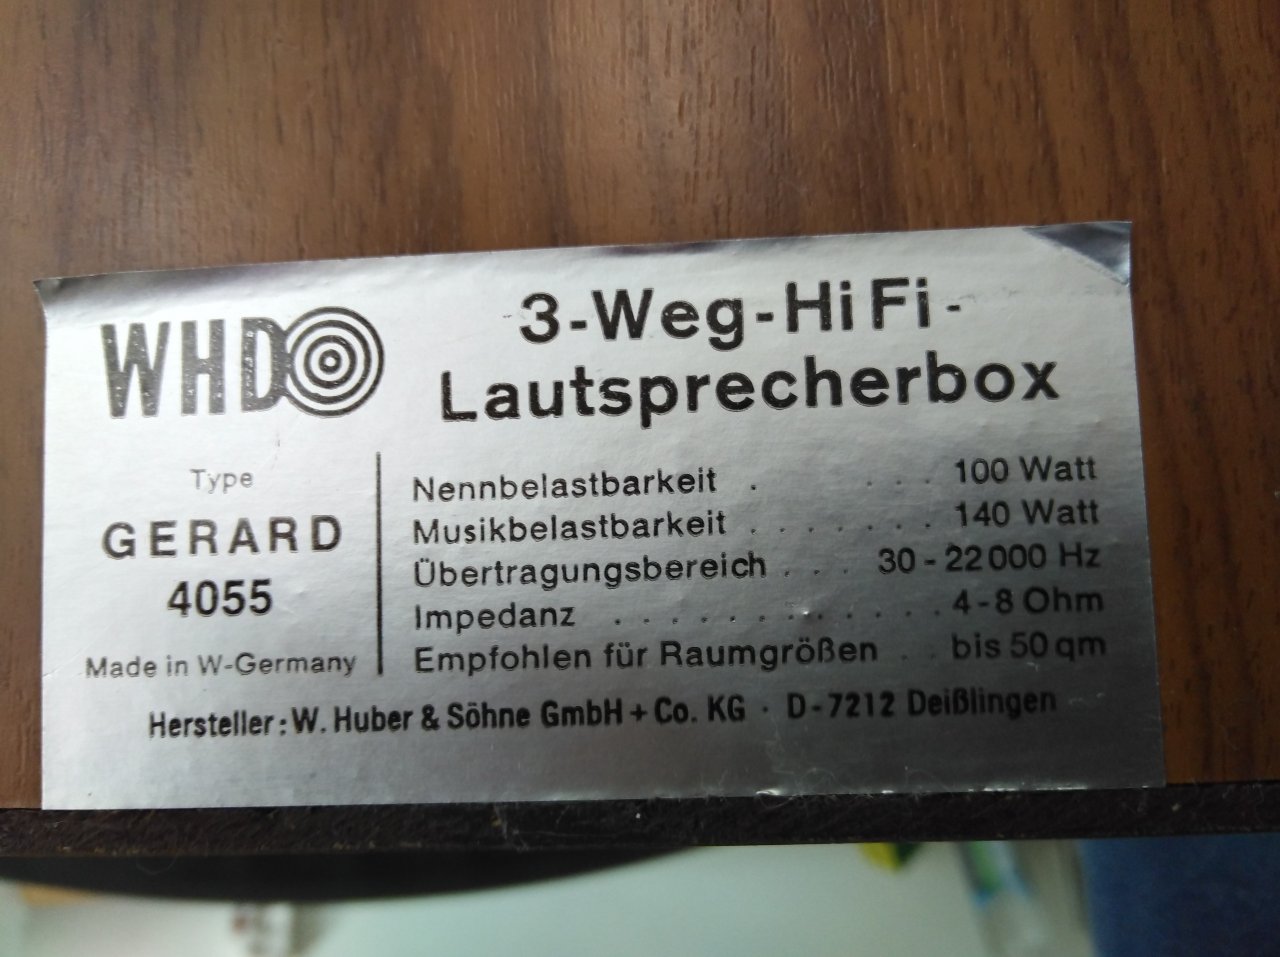 WHD
3-Weg-HiFi-
Lautsprecherbox
Type
GERARD
4055
Made in W-Germany
Nennbelastbarkeit . . . . 100 Watt
Musikbelastbarkeit . . . . . . . 140 Watt
Übertragungsbereich . . . 30-22000 Hz
Impedanz . . . . . . . . . . . . 4-8 Ohm
Empfohlen für Raumgrößen . . bis 50 qm
Hersteller: W. Huber & Söhne GmbH + Co. KG · D-7212 Deißlingen